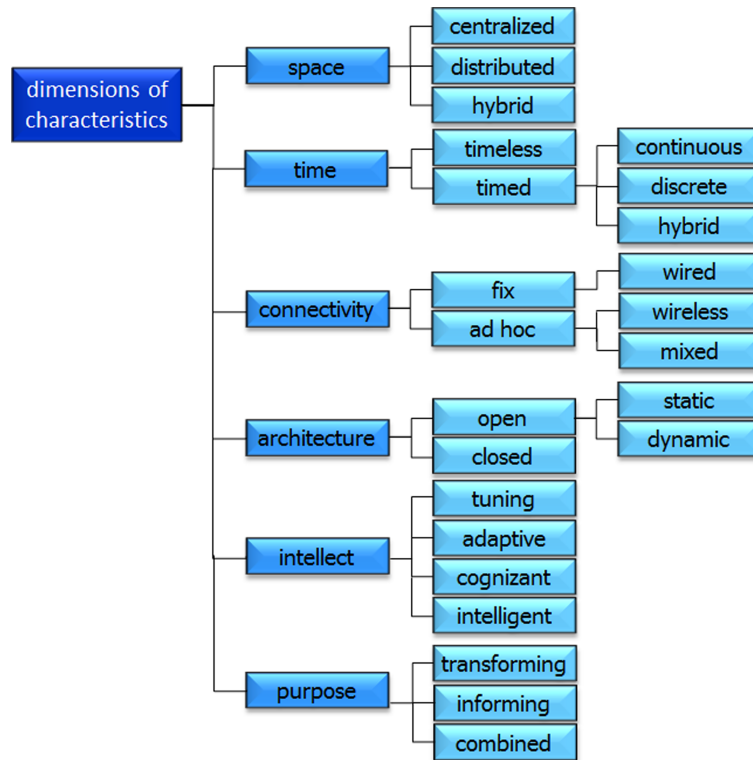 dimensions of
characteristics
space
centralized
distributed
hybrid
time
timeless
timed
continuous
discrete
hybrid
connectivity
fix
wired
ad hoc
wireless
mixed
architecture
open
static
dynamic
closed
intellect
tuning
adaptive
cognizant
intelligent
purpose
transforming
informing
combined